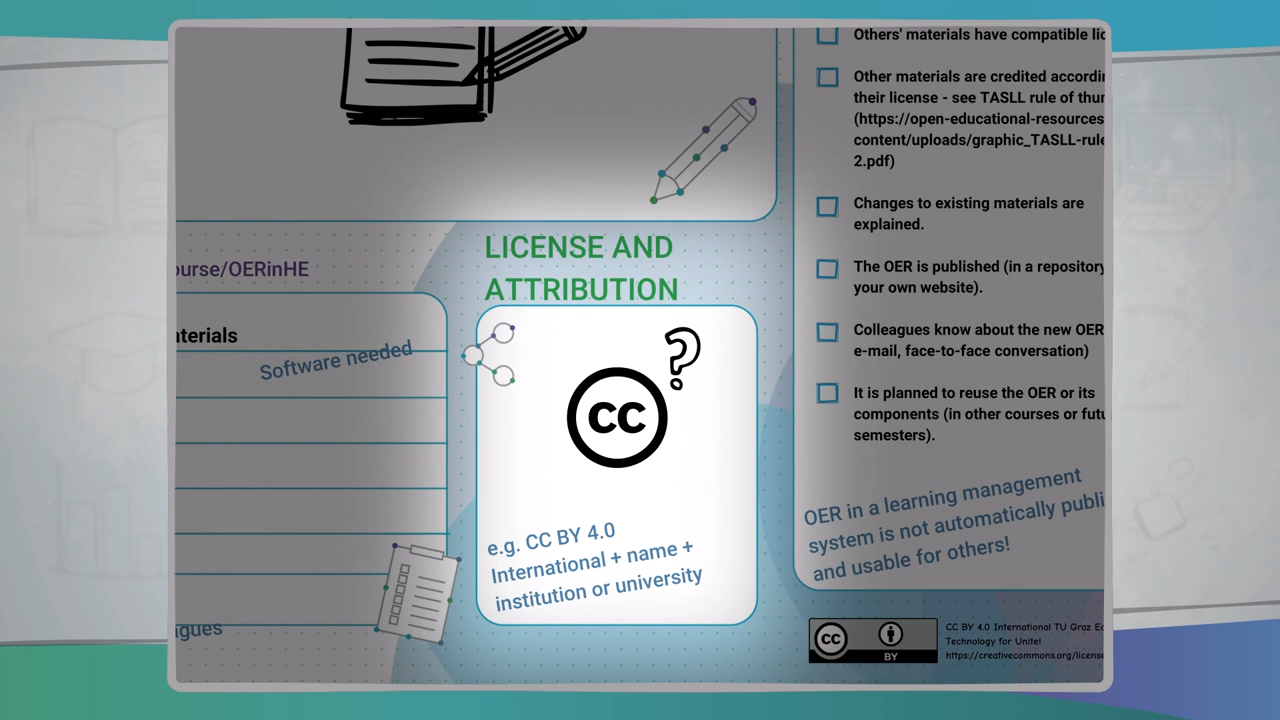 ourse/OERinHE
aterials
Software needed
agues
LICENSE AND
ATTRIBUTION
?
cc
e.g. CC BY 4.0
International + name +
institution or university
Others' materials have compatible lic
Other materials are credited accordin
their license - see TASLL rule of thum
(https://open-educational-resources
content/uploads/graphic_TASLL-rule
2.pdf)
Changes to existing materials are
explained.
The OER is published (in a repository
your own website).
Colleagues know about the new OER
e-mail, face-to-face conversation)
It is planned to reuse the OER or its
components (in other courses or futu
semesters).
OER in a learning management
system is not automatically publi
and usable for others!
cc
BY
CC BY 4.0 International TU Graz Ed
Technology for Unite!
https://creativecommons.org/license